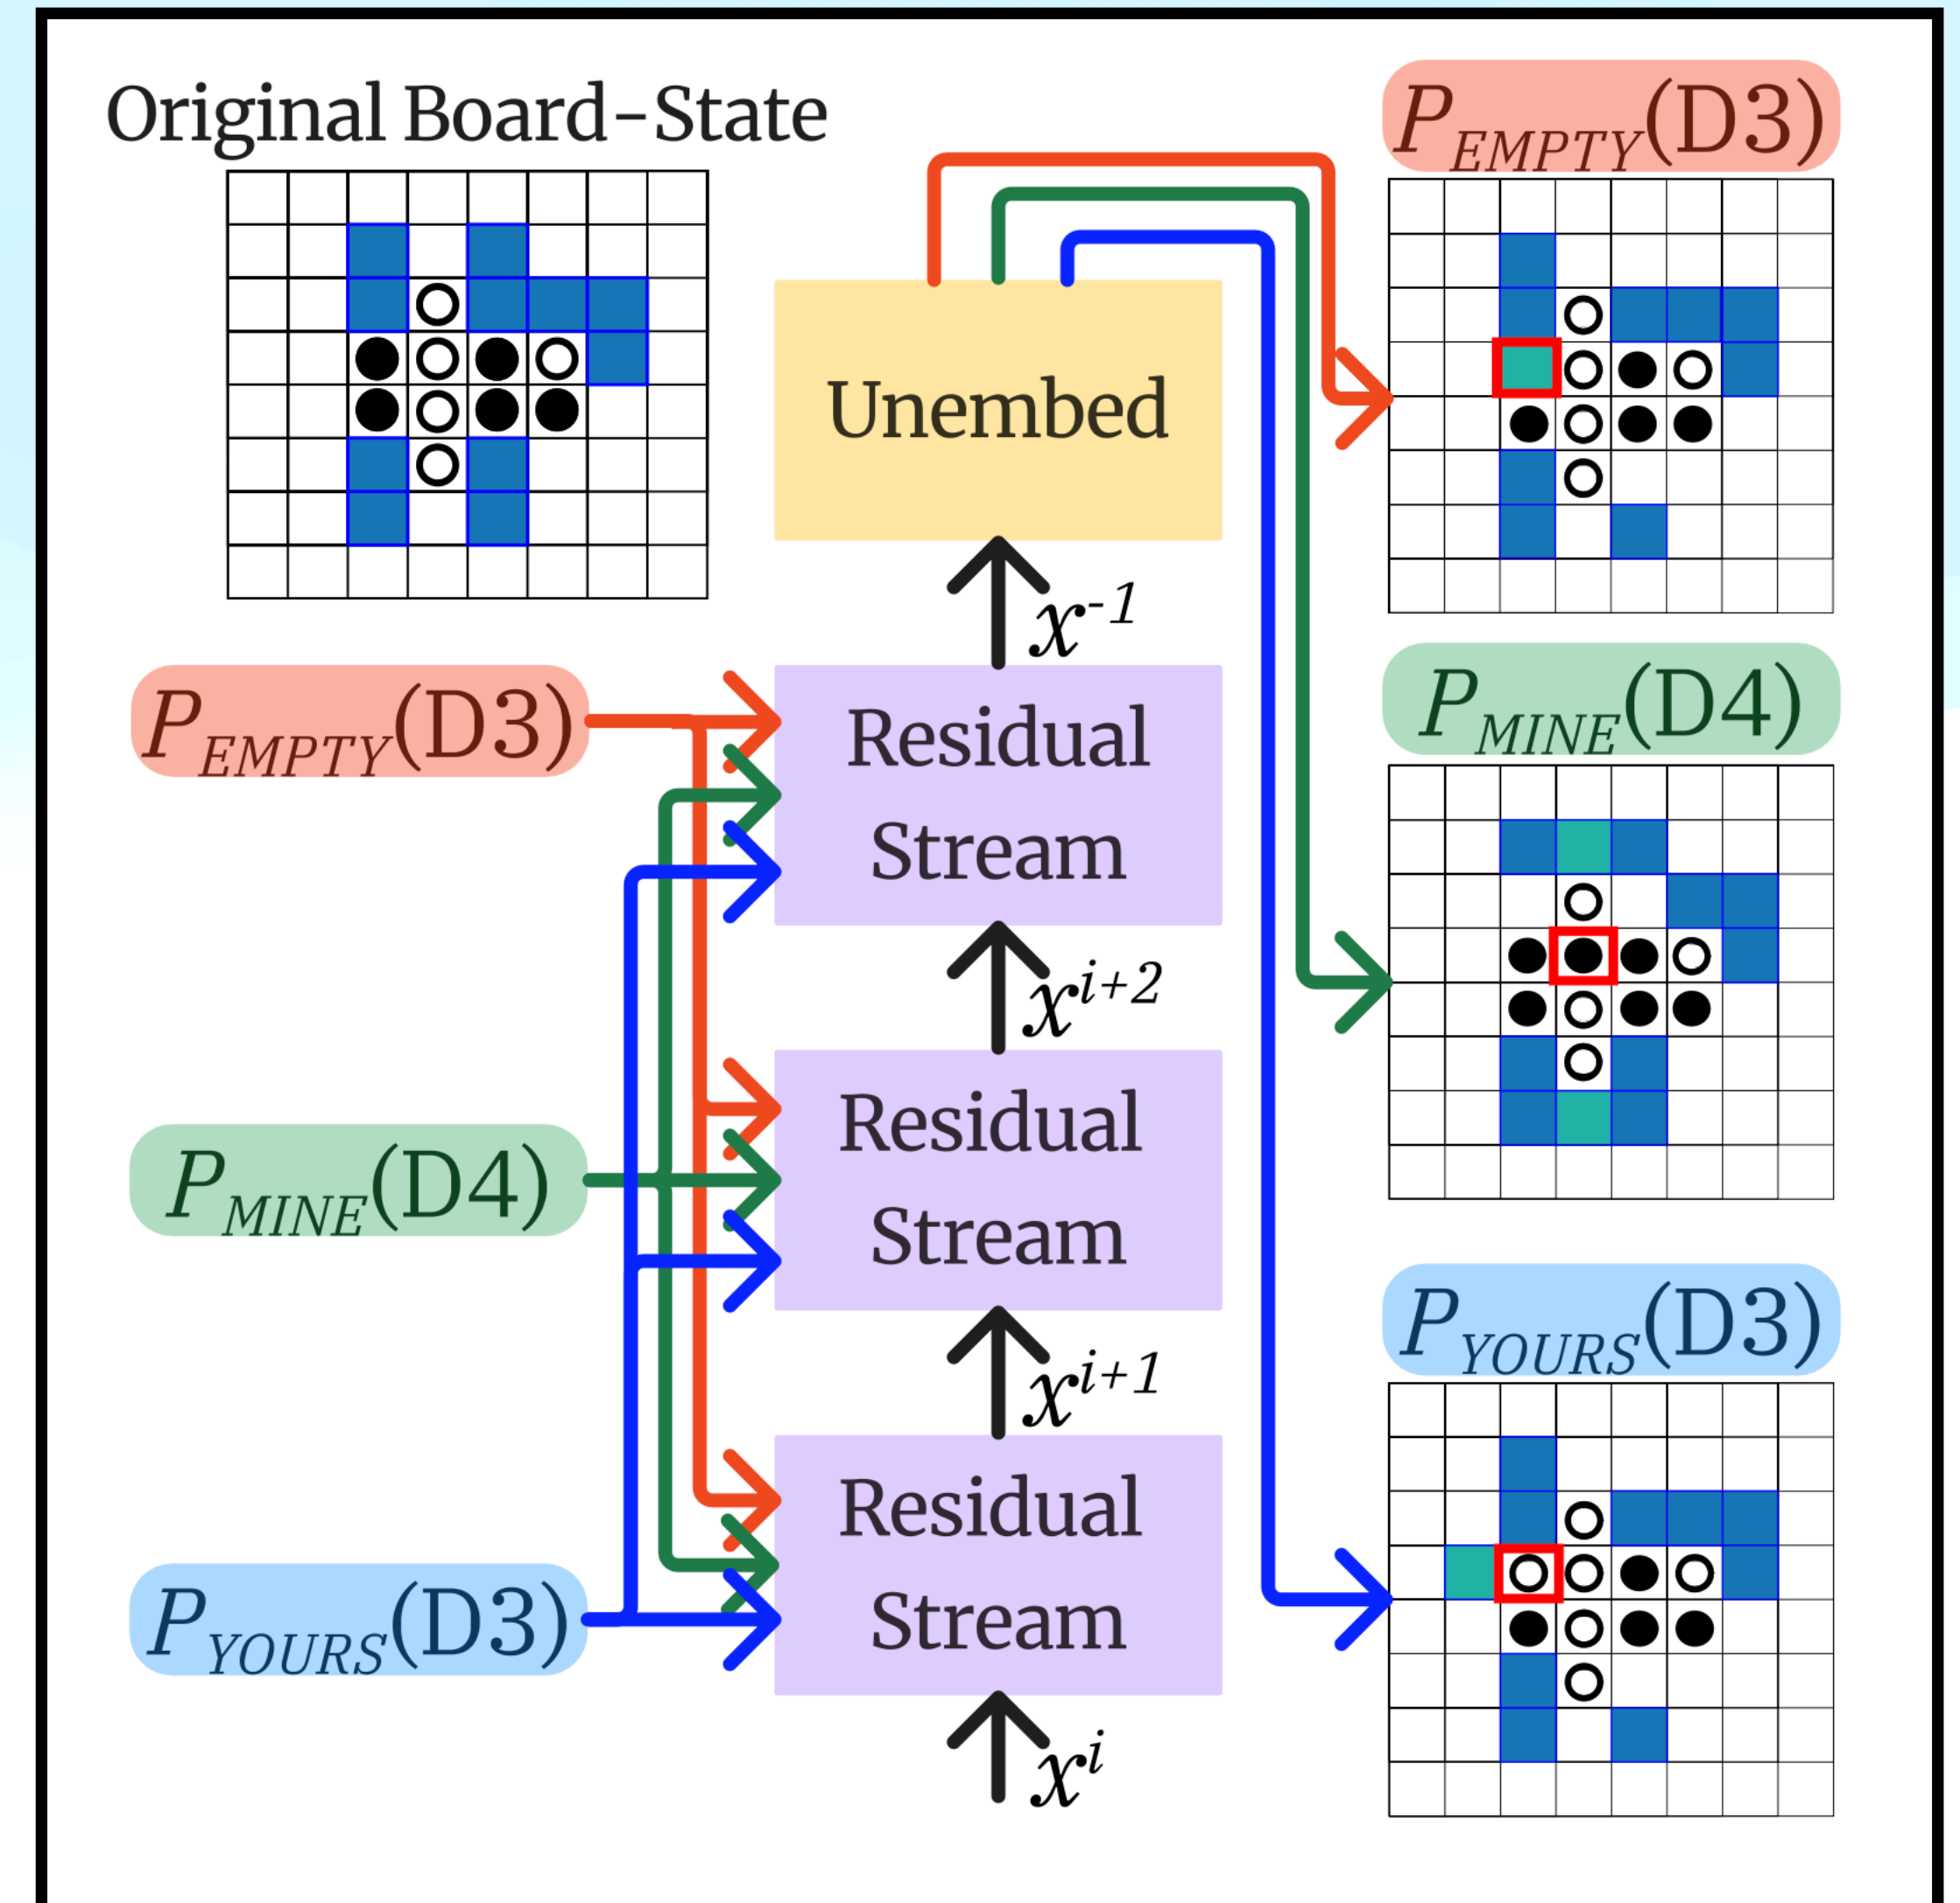 Original Board-State
P_EMPTY(D3)
Unembed
x^-1
P_EMPTY(D3)
Residual
Stream
P_MINE(D4)
x^i+2
P_MINE(D4)
Residual
Stream
P_YOURS(D3)
x^i+1
P_YOURS(D3)
Residual
Stream
x^i